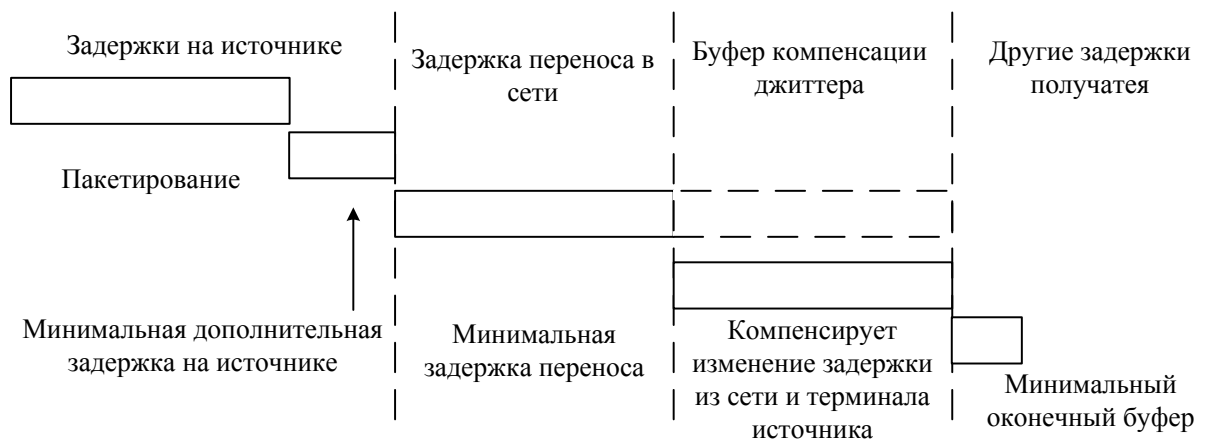 Задержки на источнике
Задержка переноса в
сети
Буфер компенсации
джиттера
Другие задержки
получатея
Пакетирование
Минимальная дополнительная
задержка на источнике
Минимальная
задержка переноса
Компенсирует
изменение задержки
из сети и терминала
источника
Минимальный
оконечный буфер